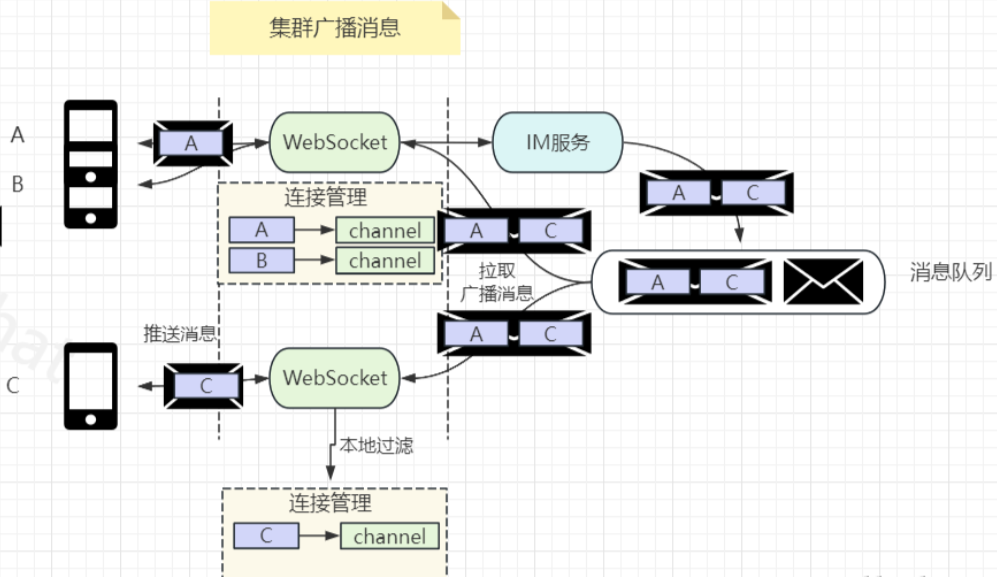 集群广播消息
A
A
WebSocket
IM服务
B
A
C
连接管理
A
channel
B
channel
A
C
拉取
广播消息
A
C
消息队列
推送消息
A
C
C
C
WebSocket
本地过滤
连接管理
C
channel